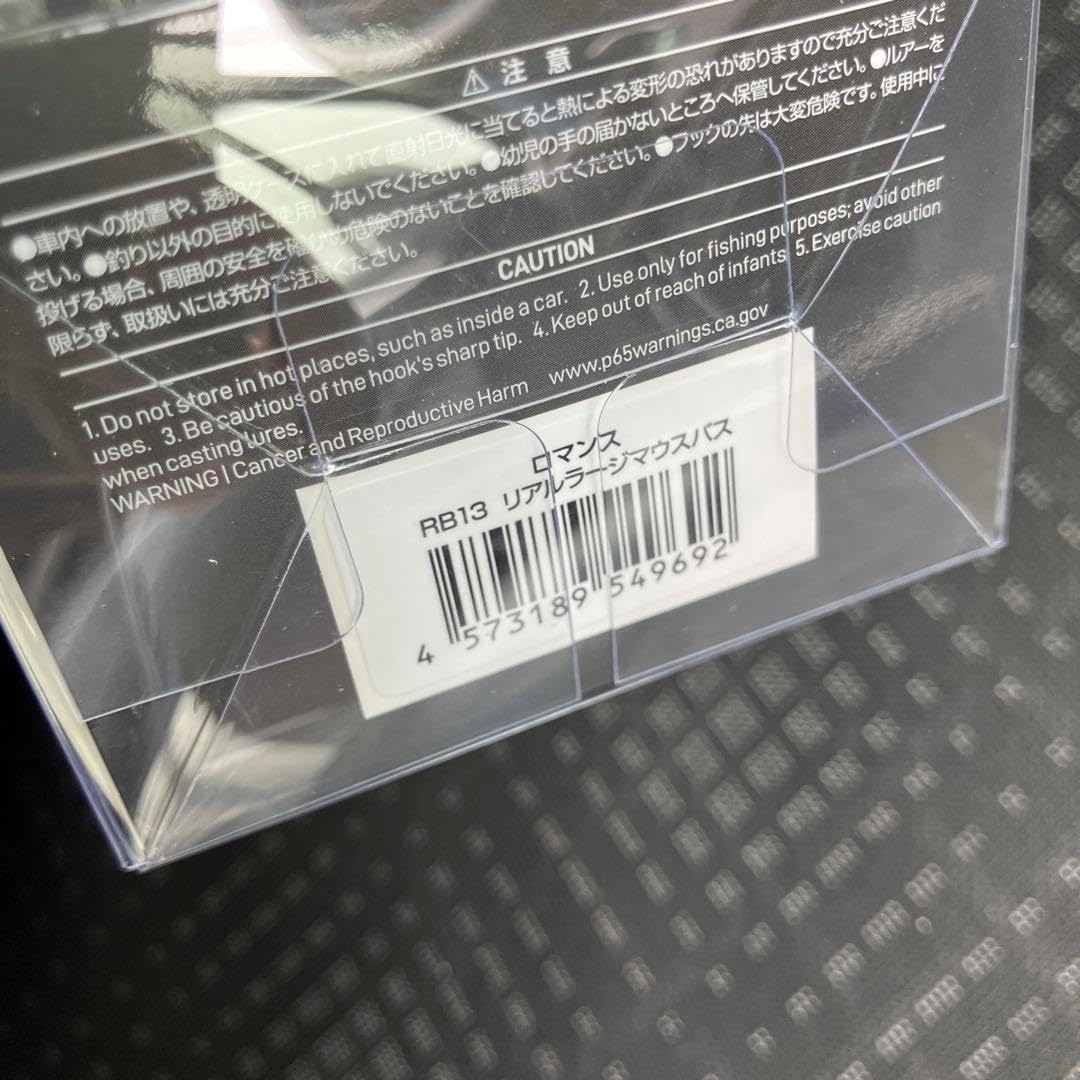 ⚠ 注 意
●車内への放置や、透明ケースに入れて直射日光に当てると熱による変形の恐れがありますので充分ご注意くだ
さい。●釣り以外の目的に使用しないでください。●幼児の手の届かないところへ保管してください。●ルアーを
投げる場合、周囲の安全を確かめ危険のないことを確認してください。●フックの先は大変危険です。使用中に
限らず、取扱いには充分ご注意ください。
CAUTION
1. Do not store in hot places, such as inside a car. 2. Use only for fishing purposes; avoid other
uses. 3. Be cautious of the hook's sharp tip. 4. Keep out of reach of infants 5. Exercise caution
when casting lures.
WARNING | Cancer and Reproductive Harm www.p65warnings.ca.gov
ロマンス
RB13 リアルラージマウスバス
4 573189 549692